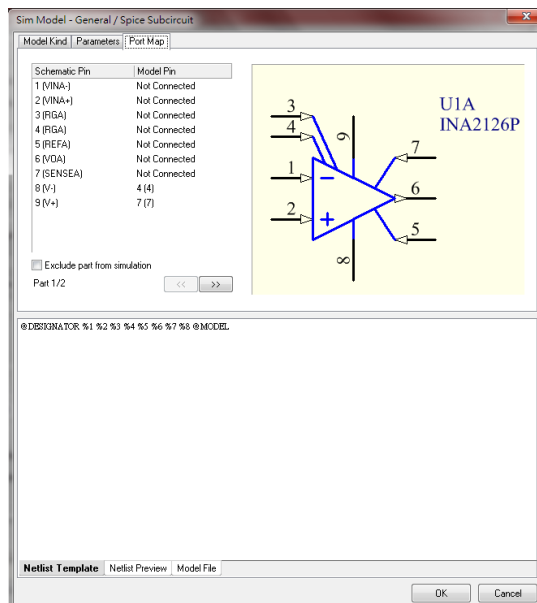 Sim Model - General / Spice Subcircuit
Model Kind Parameters Port Map
Schematic Pin Model Pin
1 (VINA-) Not Connected
2 (VINA+) Not Connected
3 (RGA) Not Connected
4 (RGA) Not Connected
5 (REFA) Not Connected
6 (VOA) Not Connected
7 (SENSEA) Not Connected
8 (V-) 4 (4)
9 (V+) 7 (7)
Exclude part from simulation
Part 1/2 << >>
U1A
INA2126P
3
4
9
7
1
6
2
5
8
@DESIGNATOR %1 %2 %3 %4 %5 %6 %7 %8 @MODEL
Netlist Template Netlist Preview Model File
OK Cancel